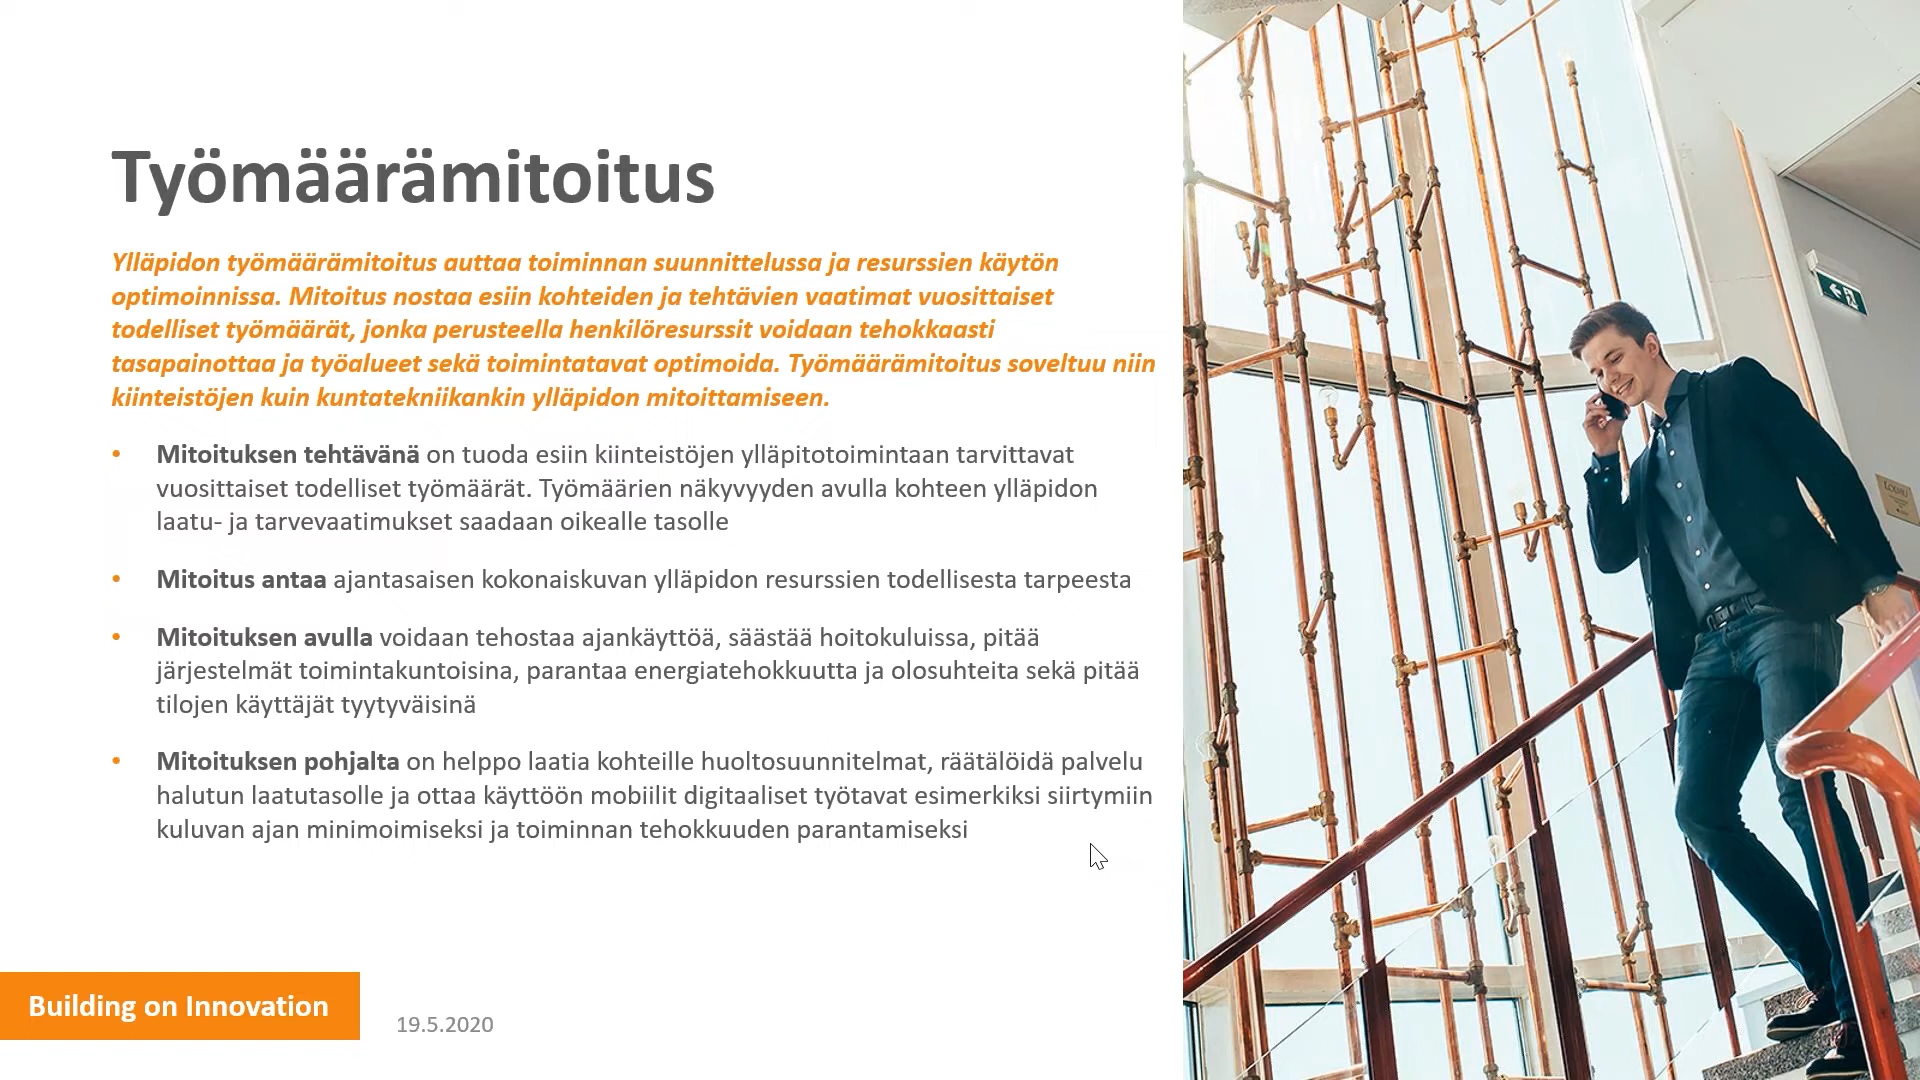 Työmäärämitoitus
Ylläpidon työmäärämitoitus auttaa toiminnan suunnittelussa ja resurssien käytön
optimoinnissa. Mitoitus nostaa esiin kohteiden ja tehtävien vaatimat vuosittaiset
todelliset työmäärät, jonka perusteella henkilöresurssit voidaan tehokkaasti
tasapainottaa ja työalueet sekä toimintatavat optimoida. Työmäärämitoitus soveltuu niin
kiinteistöjen kuin kuntatekniikankin ylläpidon mitoittamiseen.
• Mitoituksen tehtävänä on tuoda esiin kiinteistöjen ylläpitotoimintaan tarvittavat
vuosittaiset todelliset työmäärät. Työmäärien näkyvyyden avulla kohteen ylläpidon
laatu- ja tarvevaatimukset saadaan oikealle tasolle
• Mitoitus antaa ajantasaisen kokonaiskuvan ylläpidon resurssien todellisesta tarpeesta
• Mitoituksen avulla voidaan tehostaa ajankäyttöä, säästää hoitokuluissa, pitää
järjestelmät toimintakuntoisina, parantaa energiatehokkuutta ja olosuhteita sekä pitää
tilojen käyttäjät tyytyväisinä
• Mitoituksen pohjalta on helppo laatia kohteille huoltosuunnitelmat, räätälöidä palvelu
halutun laatutasolle ja ottaa käyttöön mobiilit digitaaliset työtavat esimerkiksi siirtymiin
kuluvan ajan minimoimiseksi ja toiminnan tehokkuuden parantamiseksi
Building on Innovation
19.5.2020